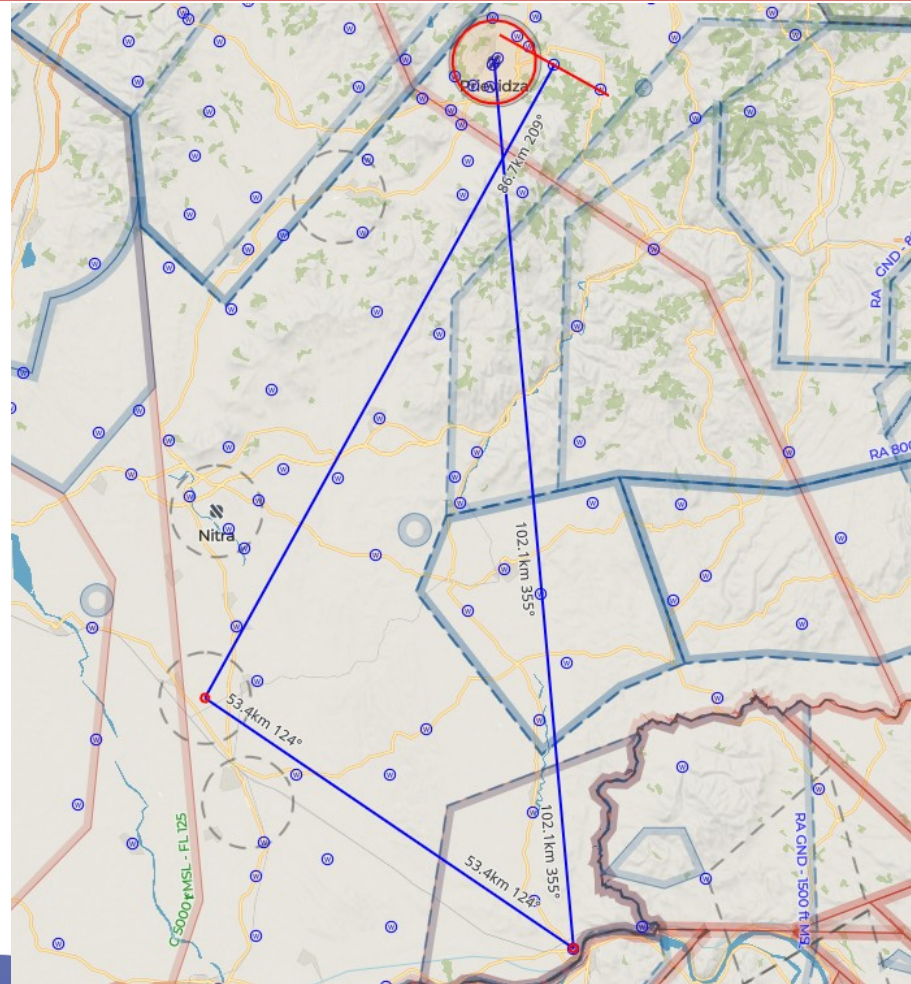 Prievidza
86.7km 209°
RA GND - 8
RA 800
102.1km 355°
Nitra
53.4km 124°
102.1km 355°
53.4km 124°
C 5000 ft MSL - FL 125
RA GND - 1500 ft MSL